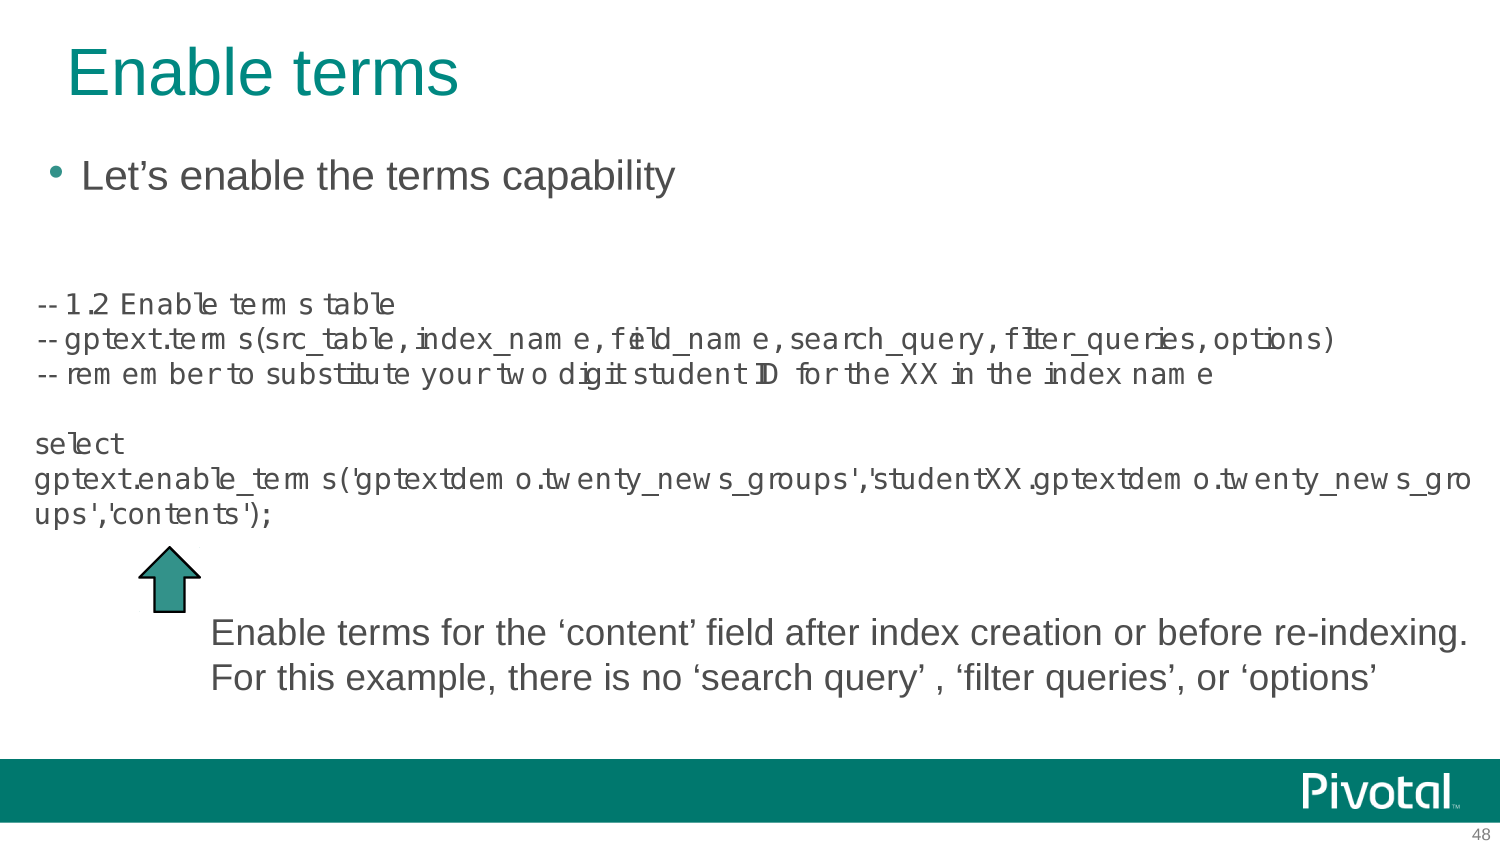 Enable terms
• Let’s enable the terms capability
-- 1.2 Enable terms table
-- gptext.terms(src_table, index_name, field_name, search_query, filter_queries, options)
-- remember to substitute your two digit student ID for the XX in the index name
select
gptext.enable_terms('gptextdemo.twenty_news_groups','studentXX.gptextdemo.twenty_news_gro
ups','contents');
Enable terms for the ‘content’ field after index creation or before re-indexing.
For this example, there is no ‘search query’ , ‘filter queries’, or ‘options’
Pivotal™
48